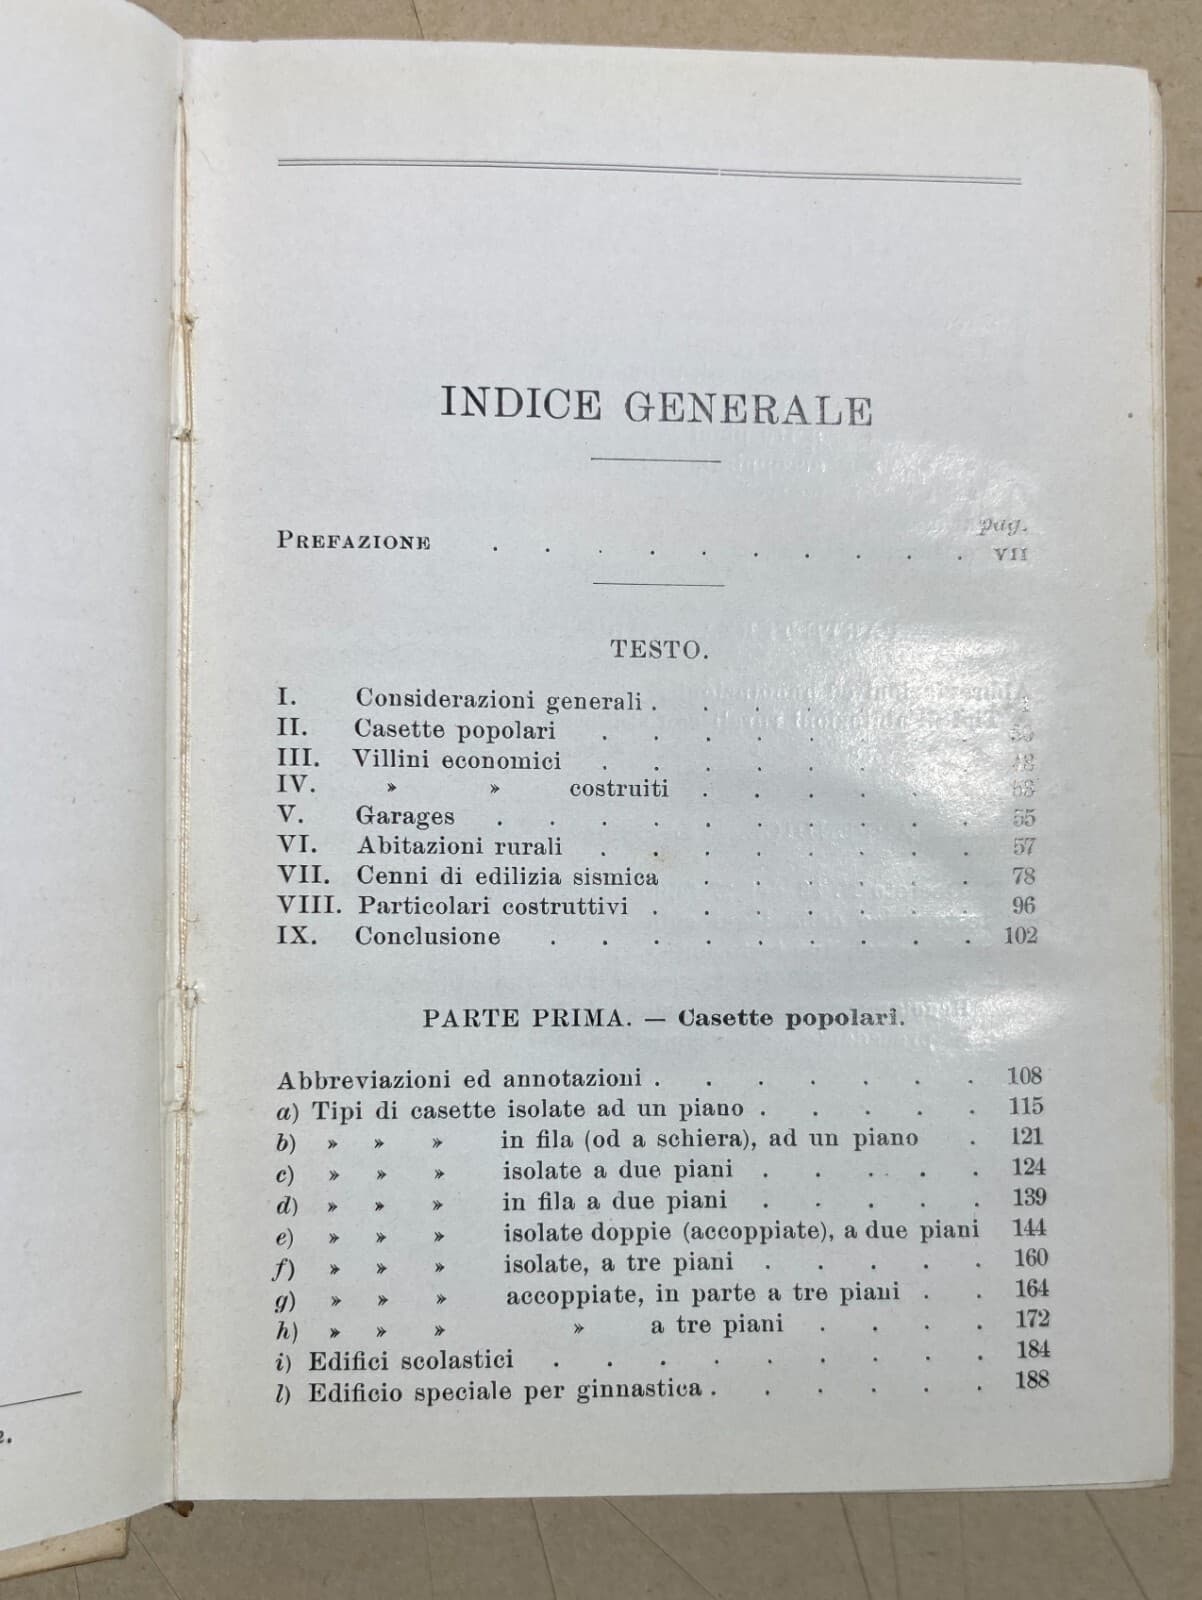 INDICE GENERALE
pag.
PREFAZIONE . . . . . . . . . . VII
TESTO.
I. Considerazioni generali . . . . . .
II. Casette popolari . . . . . . .
III. Villini economici . . . . . . .
IV. » » costruiti . . . . .
V. Garages . . . . . . . . . . 55
VI. Abitazioni rurali . . . . . . . . 57
VII. Cenni di edilizia sismica . . . . . . 78
VIII. Particolari costruttivi . . . . . . . 96
IX. Conclusione . . . . . . . . . 102
PARTE PRIMA. — Casette popolari.
Abbreviazioni ed annotazioni . . . . . . . 108
a) Tipi di casette isolate ad un piano . . . . . 115
b) » » » in fila (od a schiera), ad un piano . 121
c) » » » isolate a due piani . . . . . 124
d) » » » in fila a due piani . . . . . 139
e) » » » isolate doppie (accoppiate), a due piani 144
f) » » » isolate, a tre piani . . . . . 160
g) » » » accoppiate, in parte a tre piani . . 164
h) » » » » a tre piani . . . . 172
i) Edifici scolastici . . . . . . . . . 184
l) Edificio speciale per ginnastica . . . . . . 188